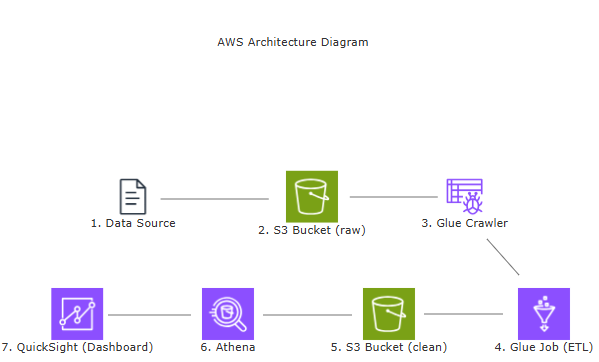 AWS Architecture Diagram
1. Data Source
2. S3 Bucket (raw)
3. Glue Crawler
4. Glue Job (ETL)
5. S3 Bucket (clean)
6. Athena
7. QuickSight (Dashboard)